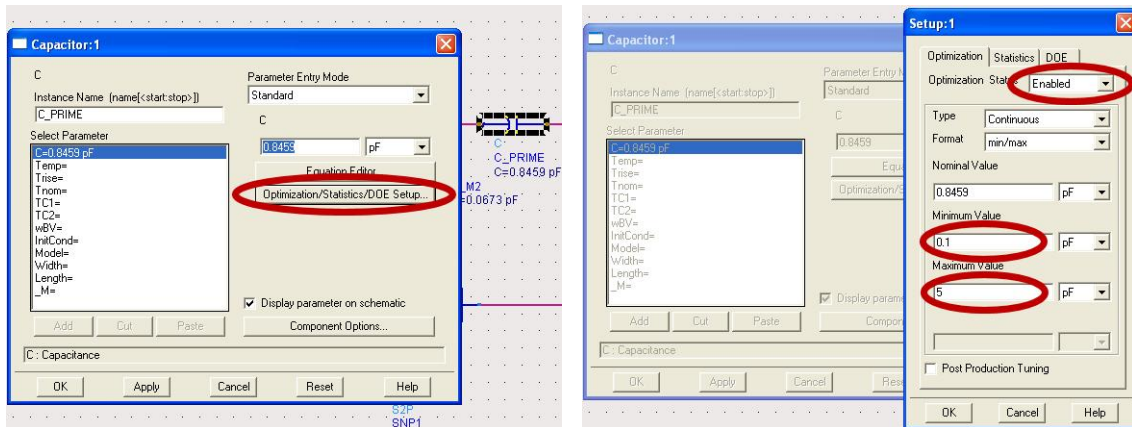 Capacitor:1
C
Instance Name (name[<start:stop>])
C_PRIME
Select Parameter
C=0.8459 pF
Temp=
Trise=
Tnom=
TC1=
TC2=
wBV=
InitCond=
Model=
Width=
Length=
_M=
Add Cut Paste
Parameter Entry Mode
Standard
C
0.8459 pF
Equation Editor...
Optimization/Statistics/DOE Setup...
Display parameter on schematic
Component Options...
C : Capacitance
OK Apply Cancel Reset Help
C
C_PRIME
C=0.8459 pF
_M2
=0.0673 pF
S2P
SNP1
Capacitor:1
C
Instance Name (name[<start:stop>])
C_PRIME
Select Parameter
C=0.8459 pF
Temp=
Trise=
Tnom=
TC1=
TC2=
wBV=
InitCond=
Model=
Width=
Length=
_M=
Add Cut Paste
Parameter Entry M
Standard
C
0.8459
Equa
Optimization/S
Display parame
Compon
C : Capacitance
OK Apply Cancel Rese
Setup:1
Optimization Statistics DOE
Optimization Status Enabled
Type Continuous
Format min/max
Nominal Value
0.8459 pF
Minimum Value
0.1 pF
Maximum Value
5 pF
Post Production Tuning
OK Cancel Help